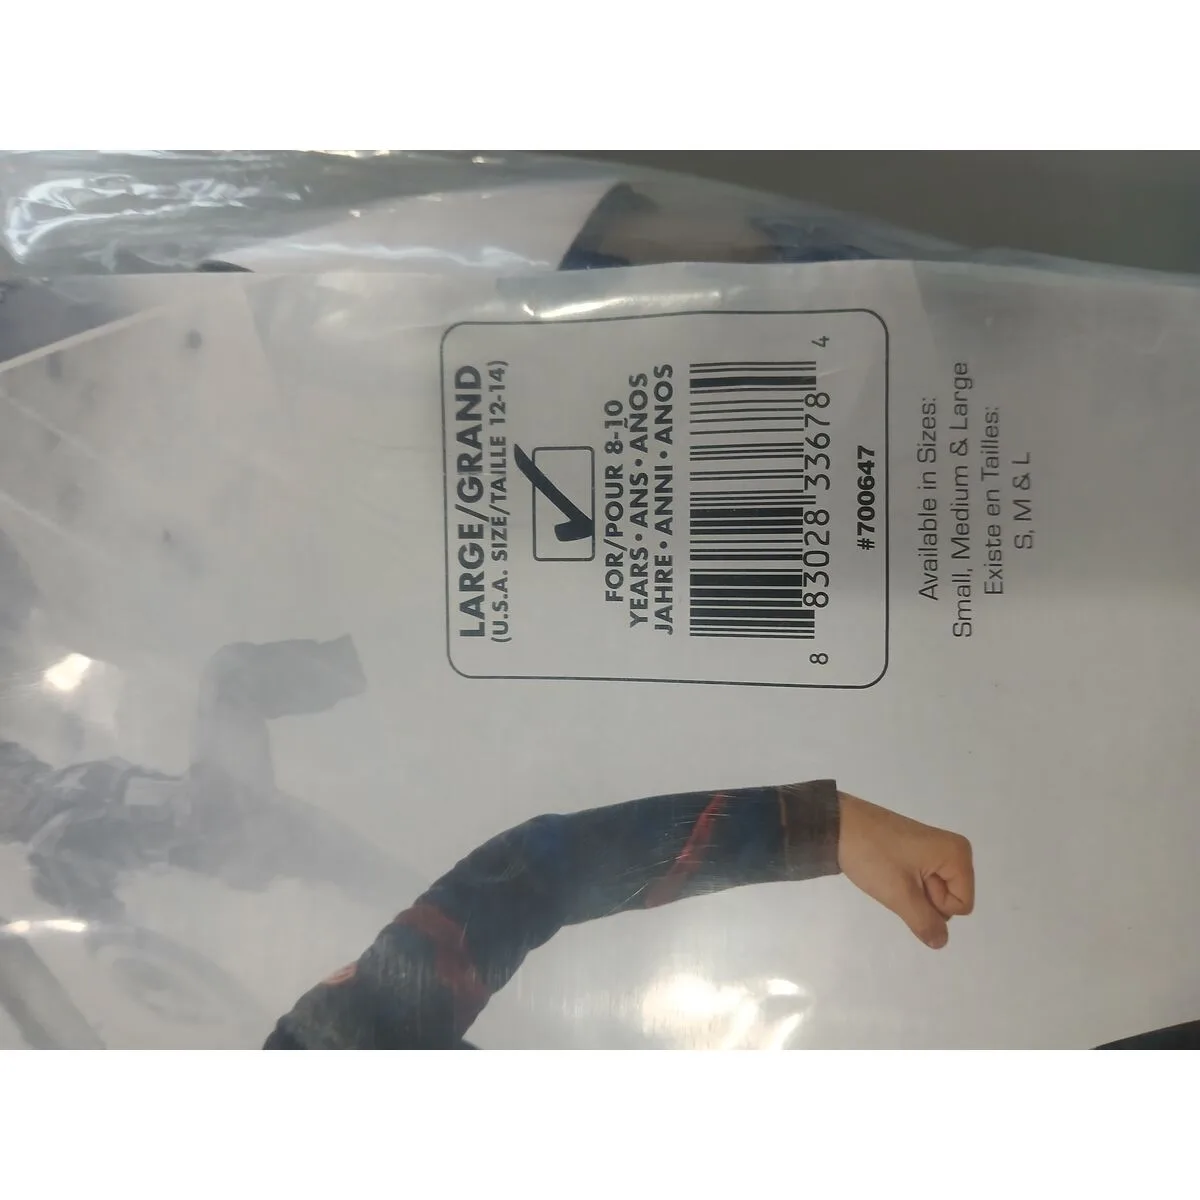 LARGE/GRAND
(U.S.A. SIZE/TAILLE 12-14)
FOR/POUR 8-10
YEARS•ANS•AÑOS
JAHRE•ANNI•ANOS
8 83028 33678 4
#700647
Available in Sizes:
Small, Medium & Large
Existe en Tailles:
S, M & L